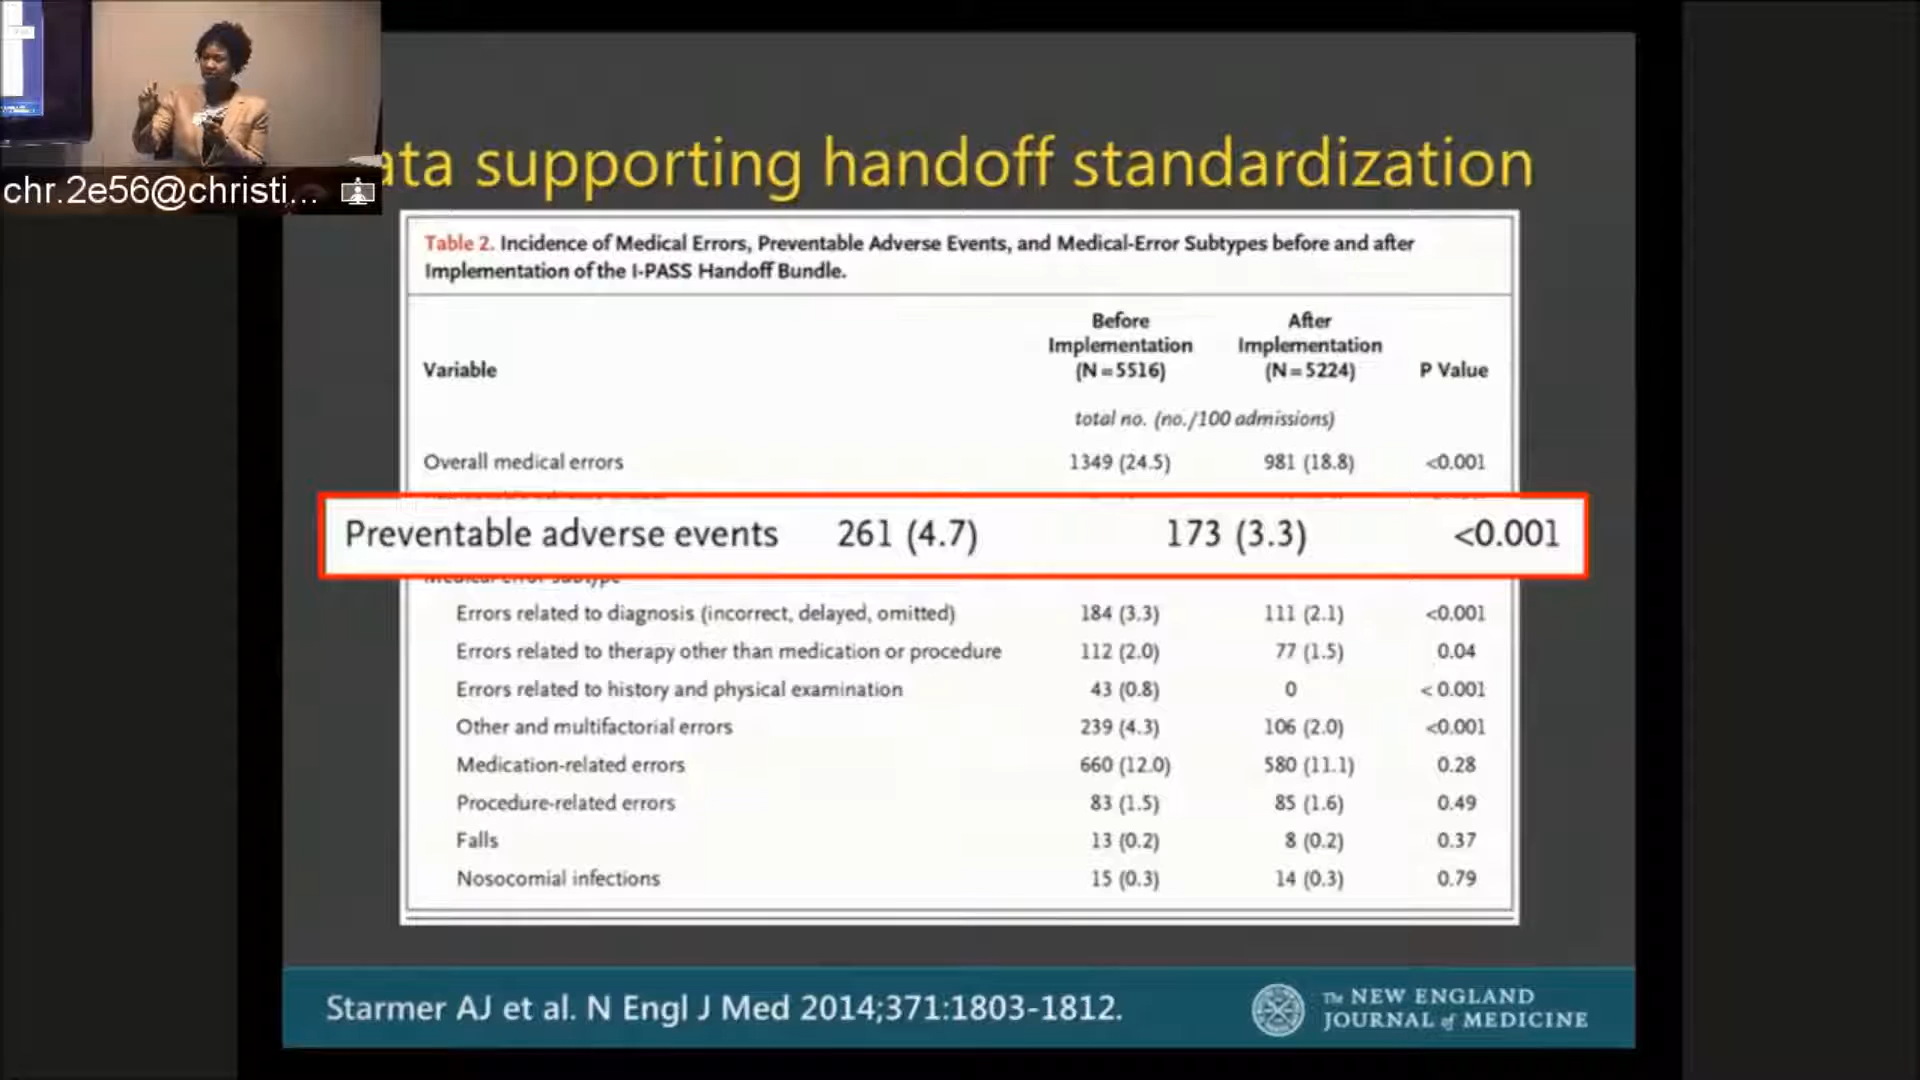 chr.2e56@christi...
ata supporting handoff standardization
Table 2. Incidence of Medical Errors, Preventable Adverse Events, and Medical-Error Subtypes before and after
Implementation of the I-PASS Handoff Bundle.
Variable
Before
Implementation
(N=5516)
After
Implementation
(N=5224)
P Value
total no. (no./100 admissions)
Overall medical errors 1349 (24.5) 981 (18.8) <0.001
Preventable adverse events 261 (4.7) 173 (3.3) <0.001
Medical error subtype
Errors related to diagnosis (incorrect, delayed, omitted) 184 (3.3) 111 (2.1) <0.001
Errors related to therapy other than medication or procedure 112 (2.0) 77 (1.5) 0.04
Errors related to history and physical examination 43 (0.8) 0 < 0.001
Other and multifactorial errors 239 (4.3) 106 (2.0) <0.001
Medication-related errors 660 (12.0) 580 (11.1) 0.28
Procedure-related errors 83 (1.5) 85 (1.6) 0.49
Falls 13 (0.2) 8 (0.2) 0.37
Nosocomial infections 15 (0.3) 14 (0.3) 0.79
Starmer AJ et al. N Engl J Med 2014;371:1803-1812.
The NEW ENGLAND
JOURNAL of MEDICINE